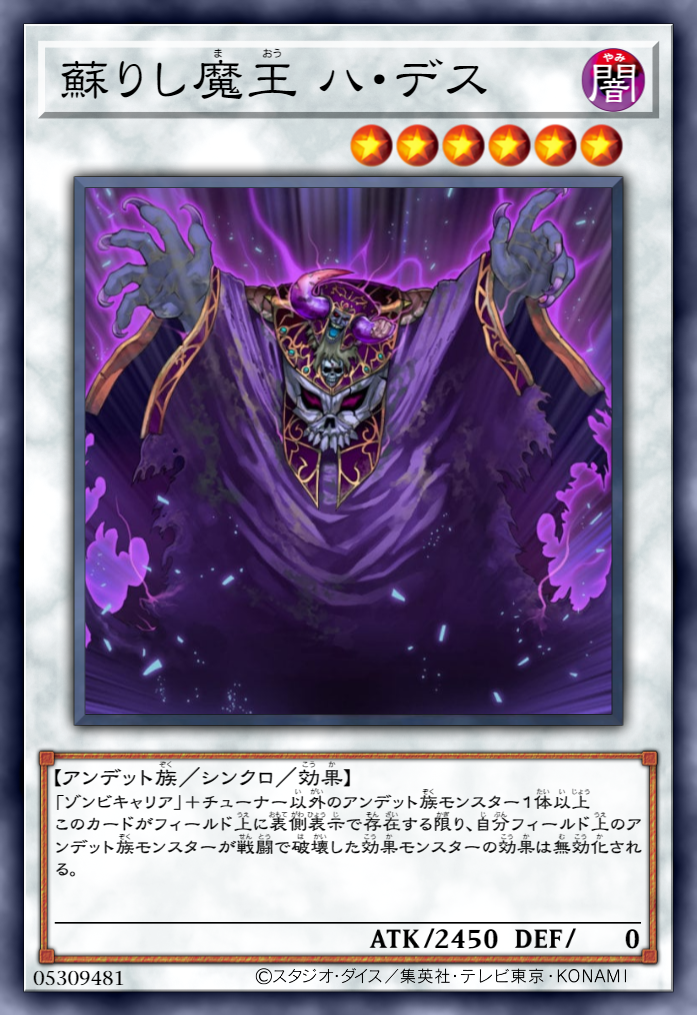 蘇りし魔王 ハ・デス
闇
【アンデット族／シンクロ／効果】
「ゾンビキャリア」＋チューナー以外のアンデット族モンスター１体以上
このカードがフィールド上に表側表示で存在する限り、自分フィールド上のア
ンデット族モンスターが戦闘で破壊した効果モンスターの効果は無効化され
る。
ATK/2450 DEF/ 0
05309481 ©スタジオ・ダイス／集英社・テレビ東京・KONAMI